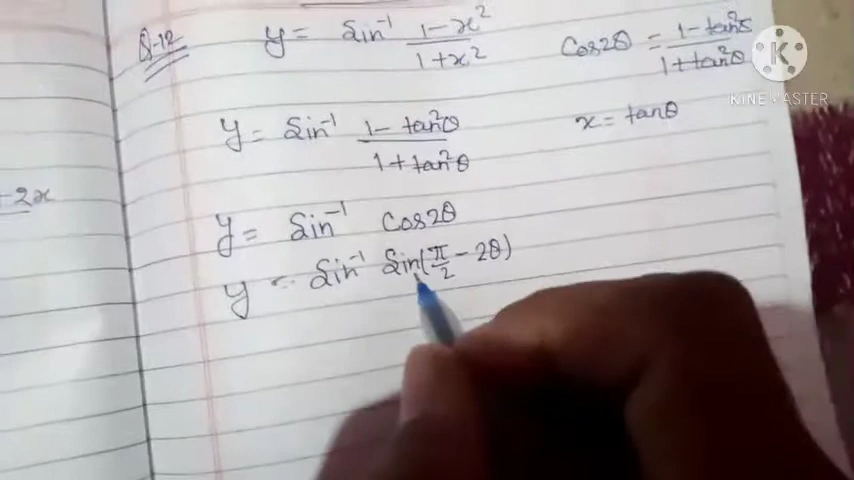 Q-12 y = Sin⁻¹ (1-x²)/(1+x²) Cos2θ = (1-tan²θ)/(1+tan²θ)
K
KINEMASTER
y = Sin⁻¹ (1-tan²θ)/(1+tan²θ) x = tanθ
2x
y = Sin⁻¹ Cos2θ
y = Sin⁻¹ Sin(π/2 - 2θ)